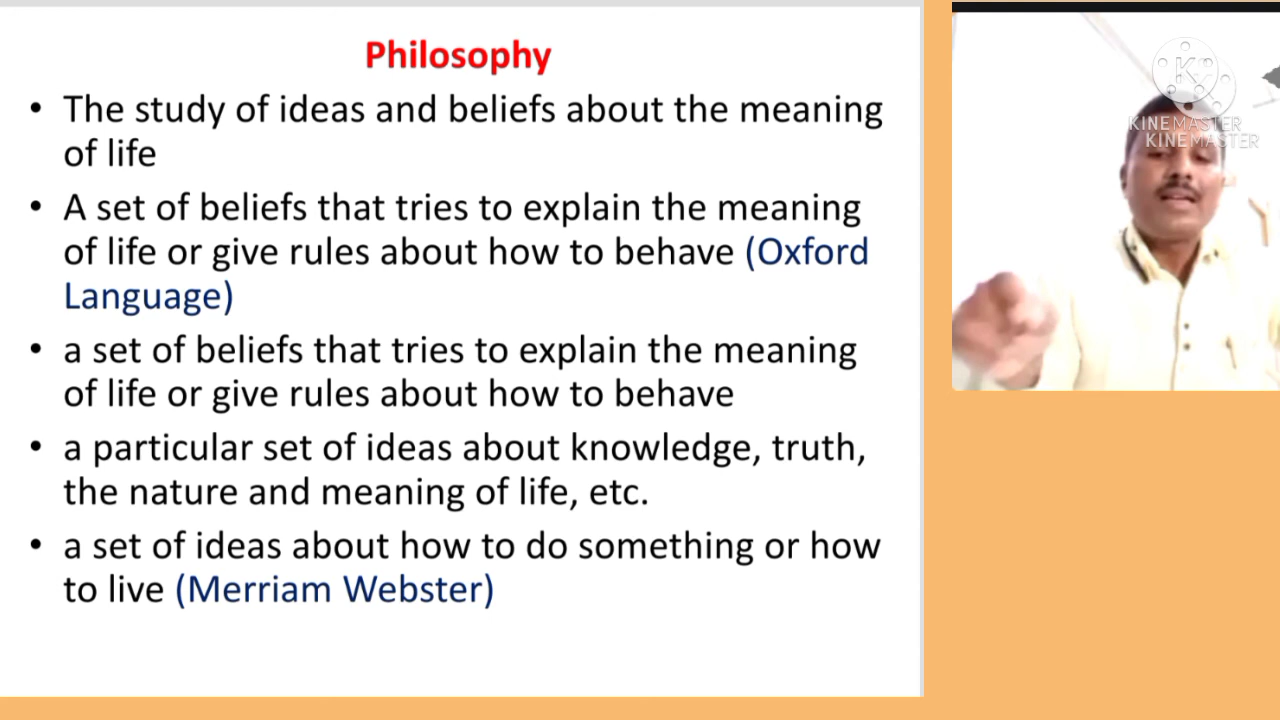 Philosophy
• The study of ideas and beliefs about the meaning
of life
• A set of beliefs that tries to explain the meaning
of life or give rules about how to behave (Oxford
Language)
• a set of beliefs that tries to explain the meaning
of life or give rules about how to behave
• a particular set of ideas about knowledge, truth,
the nature and meaning of life, etc.
• a set of ideas about how to do something or how
to live (Merriam Webster)
K
KINEMASTER
KINEMASTER